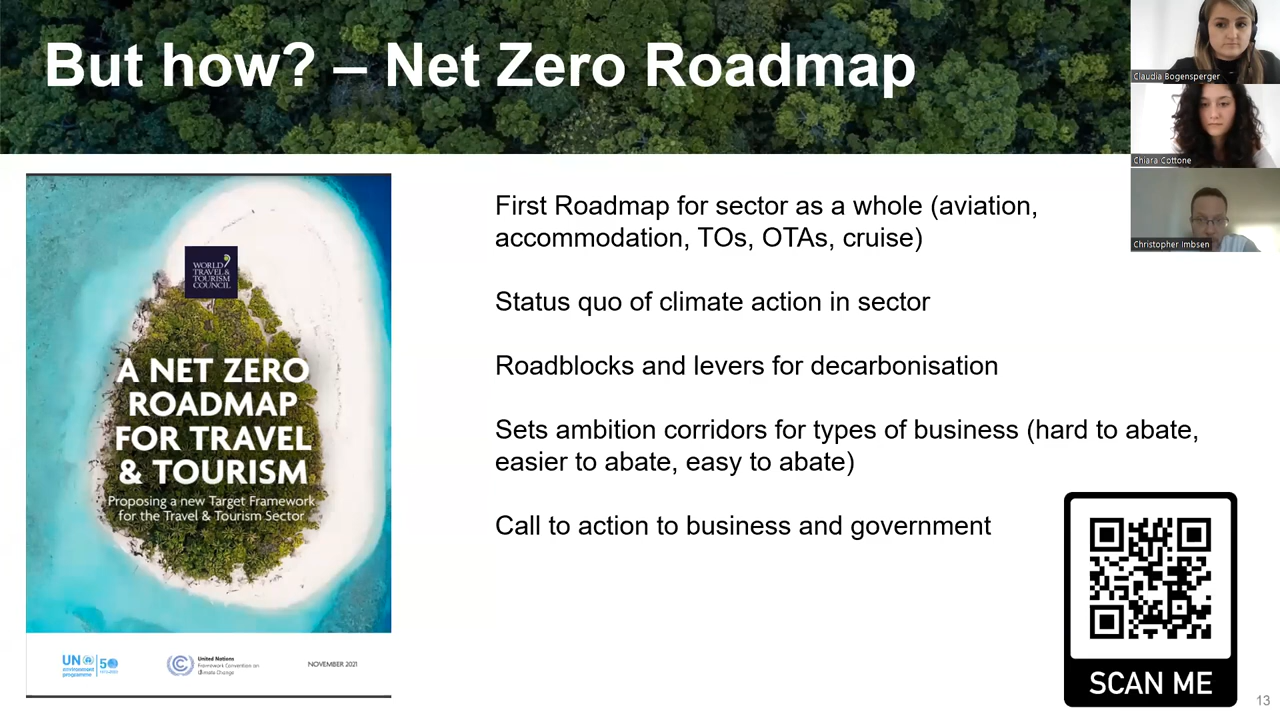 But how? – Net Zero Roadmap
Claudia Bogensperger
Chiara Cottone
Christopher Imbsen
WORLD
TRAVEL &
TOURISM
COUNCIL
A NET ZERO
ROADMAP
FOR TRAVEL
& TOURISM
Proposing a new Target Framework
for the Travel & Tourism Sector
UN
environment
programme
50
United Nations
Framework Convention on
Climate Change
NOVEMBER 2021
First Roadmap for sector as a whole (aviation,
accommodation, TOs, OTAs, cruise)
Status quo of climate action in sector
Roadblocks and levers for decarbonisation
Sets ambition corridors for types of business (hard to abate,
easier to abate, easy to abate)
Call to action to business and government
SCAN ME
13